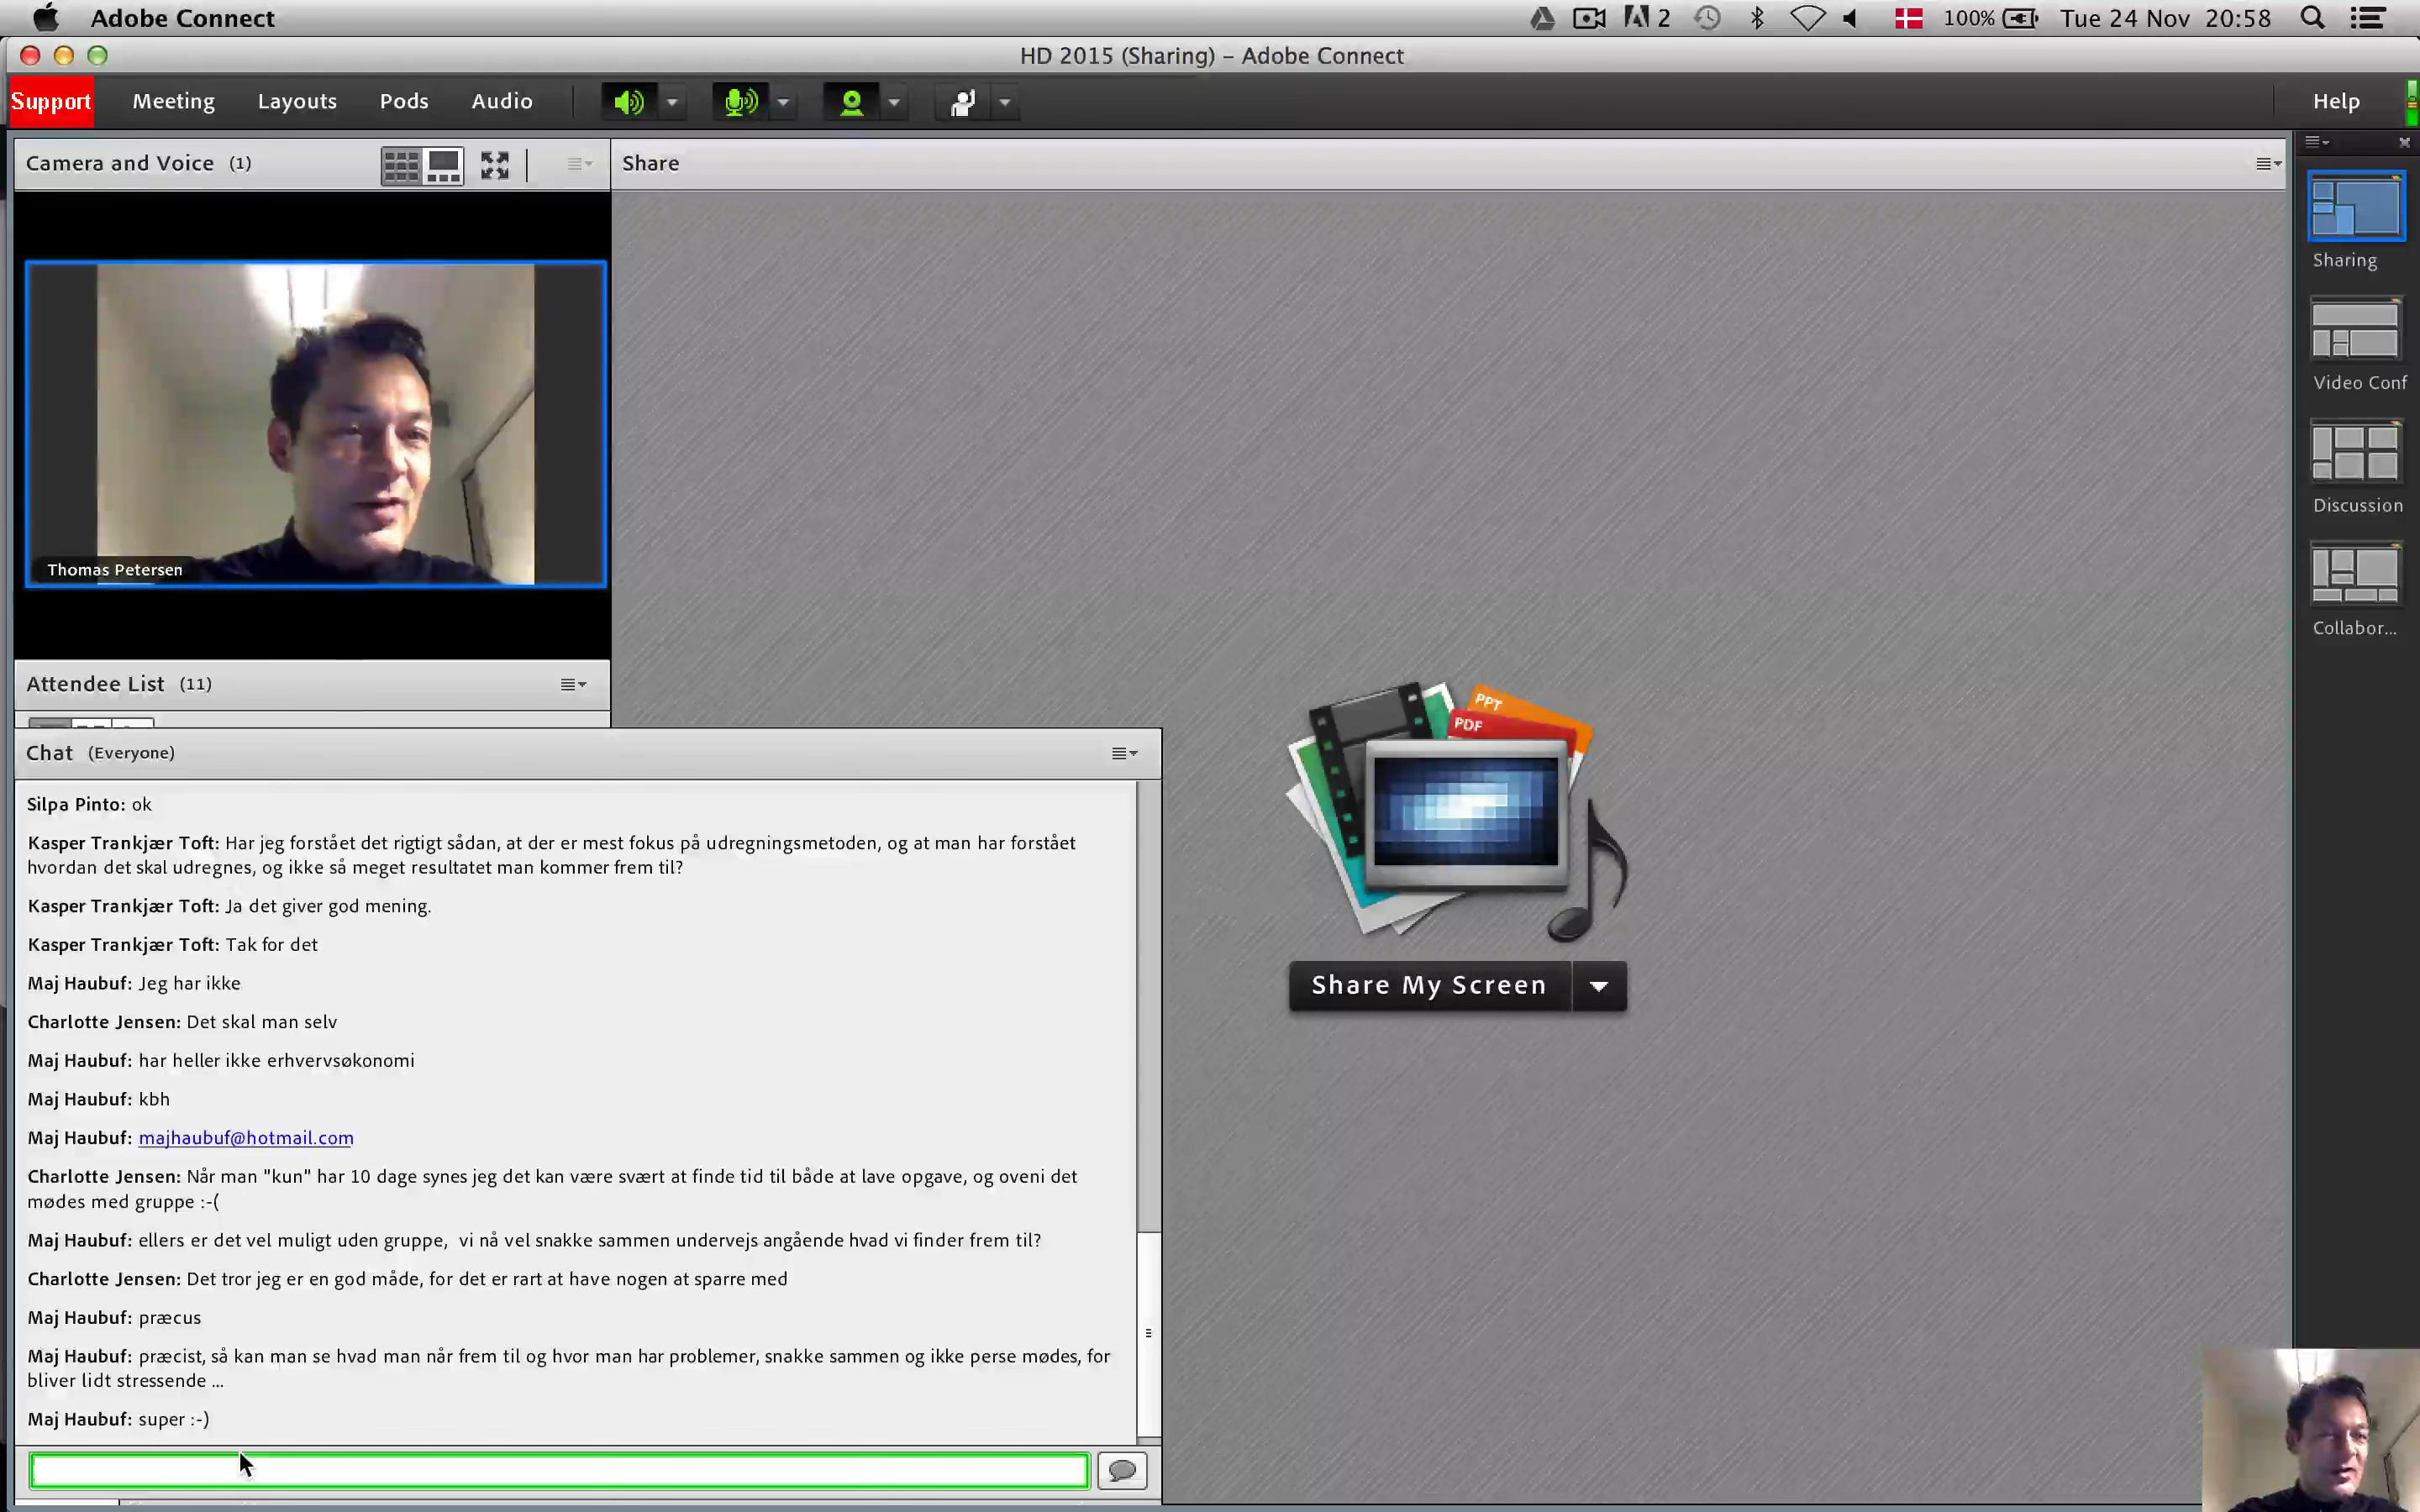 Adobe Connect
2
100%
Tue 24 Nov 20:58
HD 2015 (Sharing) – Adobe Connect
Support
Meeting
Layouts
Pods
Audio
Help
Camera and Voice (1)
Share
Thomas Petersen
Sharing
Video Conf
Discussion
Collabor...
Attendee List (11)
Chat (Everyone)
Silpa Pinto: ok
Kasper Trankjær Toft: Har jeg forstået det rigtigt sådan, at der er mest fokus på udregningsmetoden, og at man har forstået
hvordan det skal udregnes, og ikke så meget resultatet man kommer frem til?
Kasper Trankjær Toft: Ja det giver god mening.
Kasper Trankjær Toft: Tak for det
Maj Haubuf: Jeg har ikke
Charlotte Jensen: Det skal man selv
Maj Haubuf: har heller ikke erhvervsøkonomi
Maj Haubuf: kbh
Maj Haubuf: majhaubuf@hotmail.com
Charlotte Jensen: Når man "kun" har 10 dage synes jeg det kan være svært at finde tid til både at lave opgave, og oveni det
mødes med gruppe :-(
Maj Haubuf: ellers er det vel muligt uden gruppe, vi nå vel snakke sammen undervejs angående hvad vi finder frem til?
Charlotte Jensen: Det tror jeg er en god måde, for det er rart at have nogen at sparre med
Maj Haubuf: præcus
Maj Haubuf: præcist, så kan man se hvad man når frem til og hvor man har problemer, snakke sammen og ikke perse mødes, for
bliver lidt stressende ...
Maj Haubuf: super :-)
PPT
PDF
Share My Screen